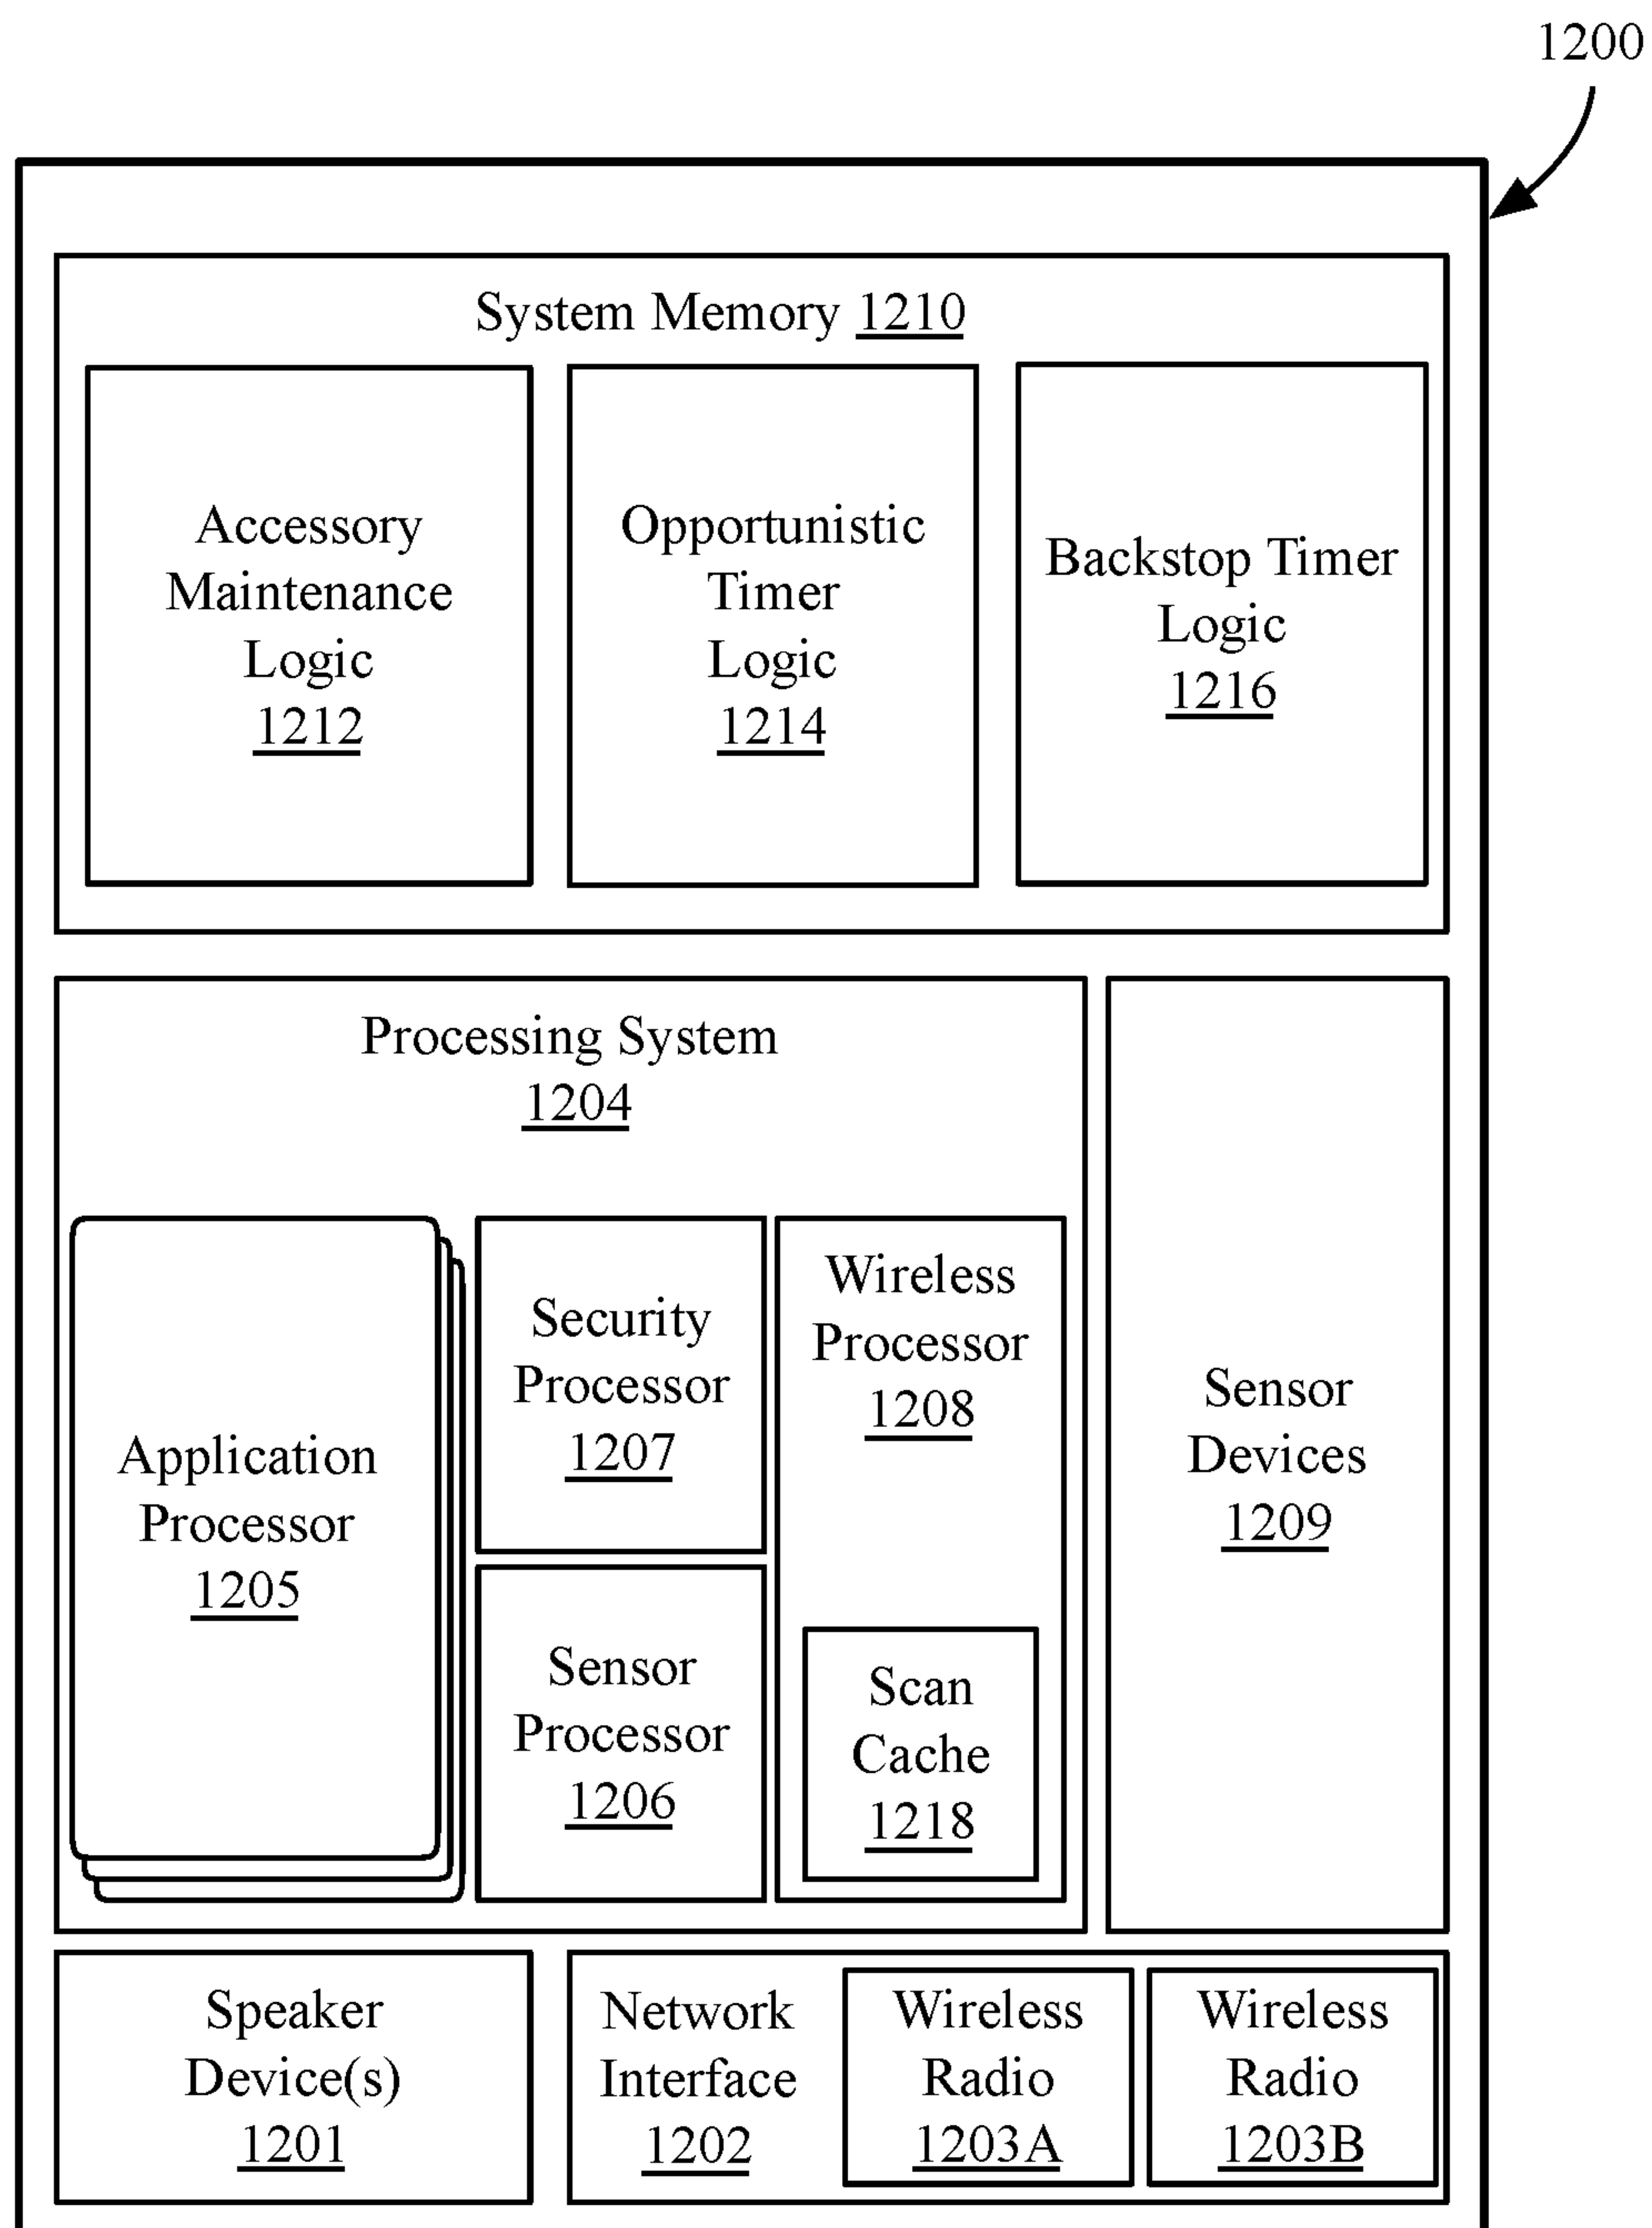 1200
System Memory 1210
Accessory
Maintenance
Logic
1212
Opportunistic
Timer
Logic
1214
Backstop Timer
Logic
1216
Processing System
1204
Application
Processor
1205
Security
Processor
1207
Sensor
Processor
1206
Wireless
Processor
1208
Scan
Cache
1218
Sensor
Devices
1209
Speaker
Device(s)
1201
Network
Interface
1202
Wireless
Radio
1203A
Wireless
Radio
1203B